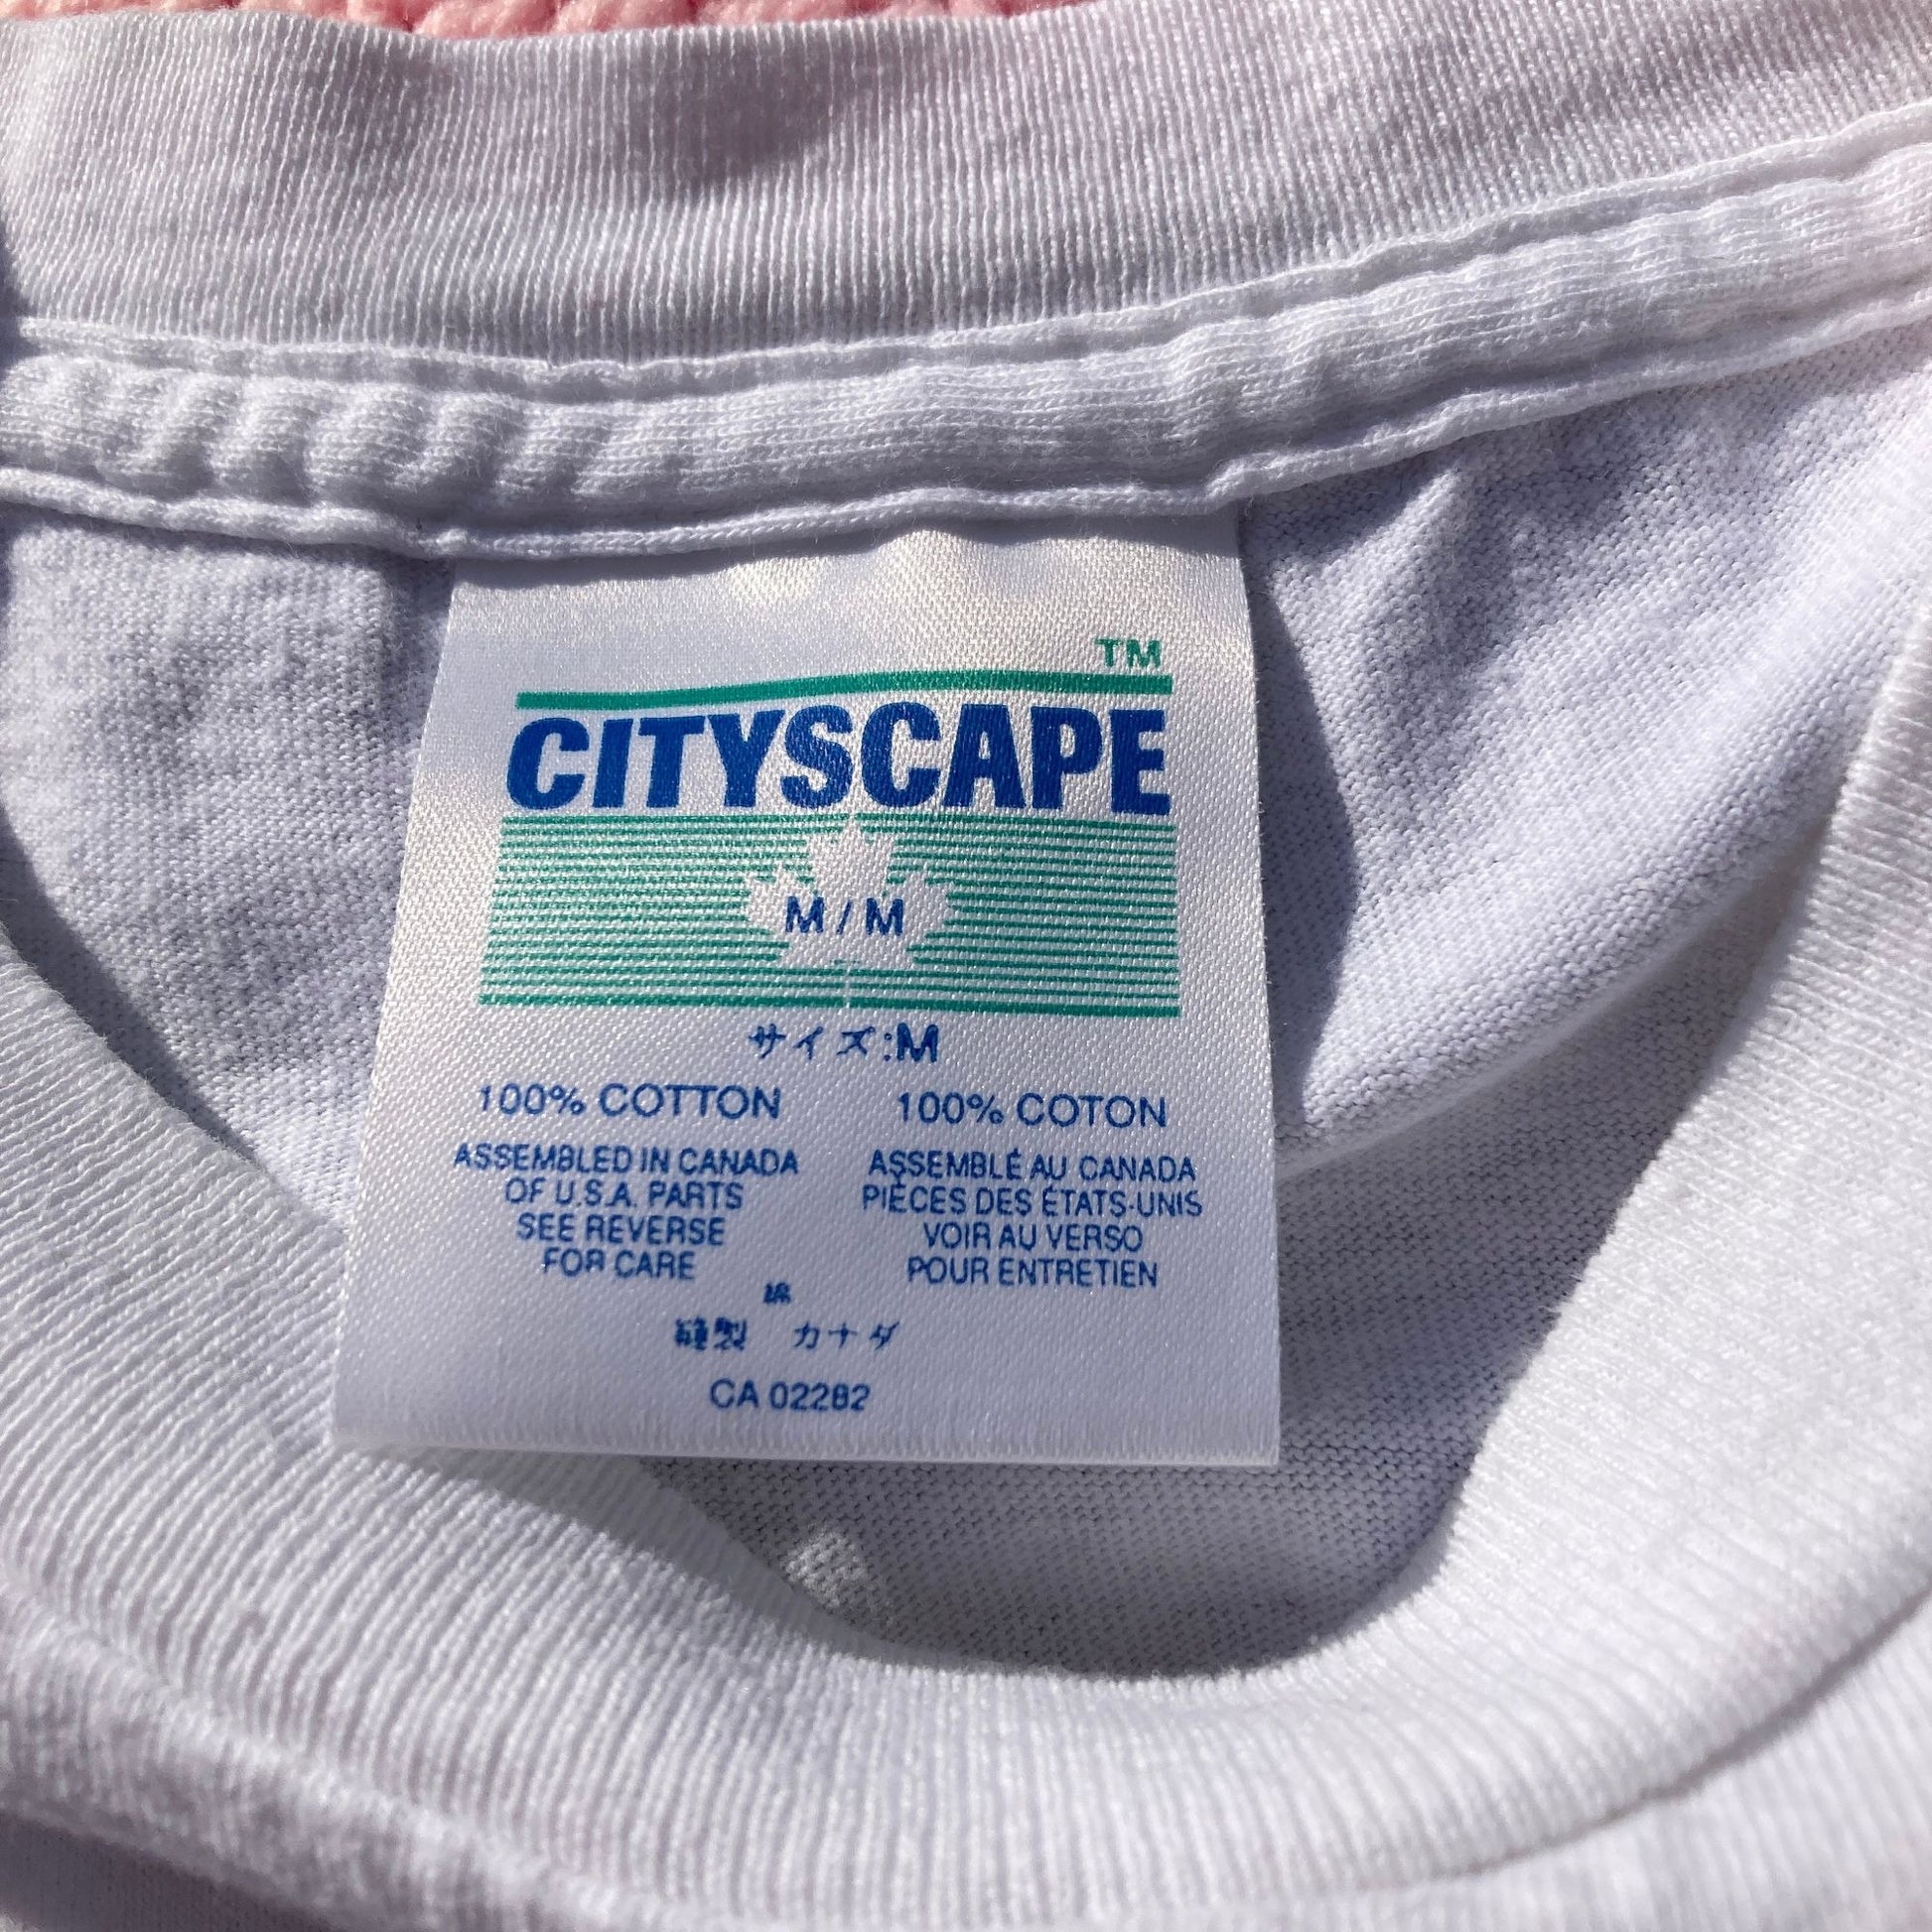 TM
CITYSCAPE
M / M
サイズ:M
100% COTTON
100% COTON
ASSEMBLED IN CANADA
OF U.S.A. PARTS
SEE REVERSE
FOR CARE
ASSEMBLÉ AU CANADA
PIÈCES DES ÉTATS-UNIS
VOIR AU VERSO
POUR ENTRETIEN
綿
縫製 カナダ
CA 02282